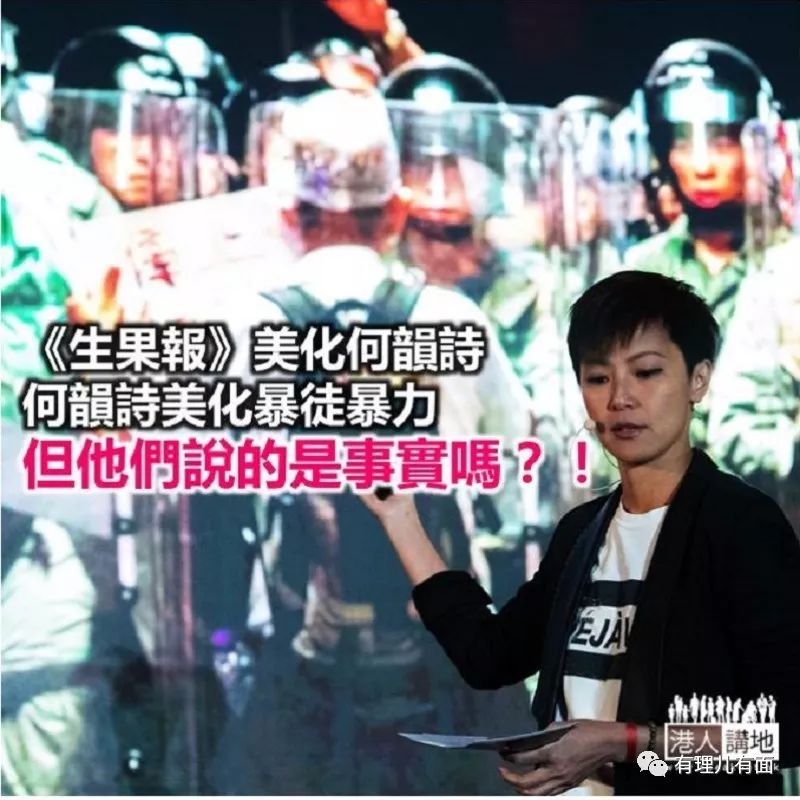 《生果報》美化何韻詩
何韻詩美化暴徒暴力
但他們說的是事實嗎？！
港人講地
有理儿有面